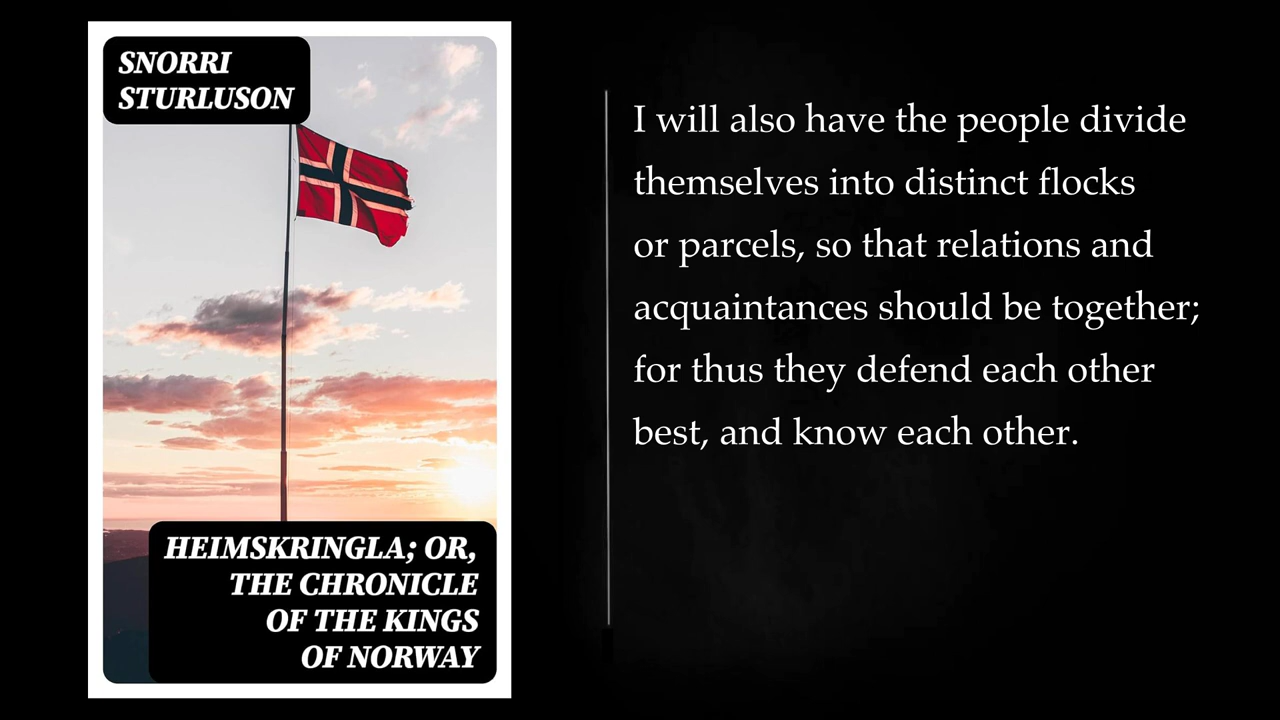 SNORRI
STURLUSON
HEIMSKRINGLA; OR,
THE CHRONICLE
OF THE KINGS
OF NORWAY
I will also have the people divide
themselves into distinct flocks
or parcels, so that relations and
acquaintances should be together;
for thus they defend each other
best, and know each other.